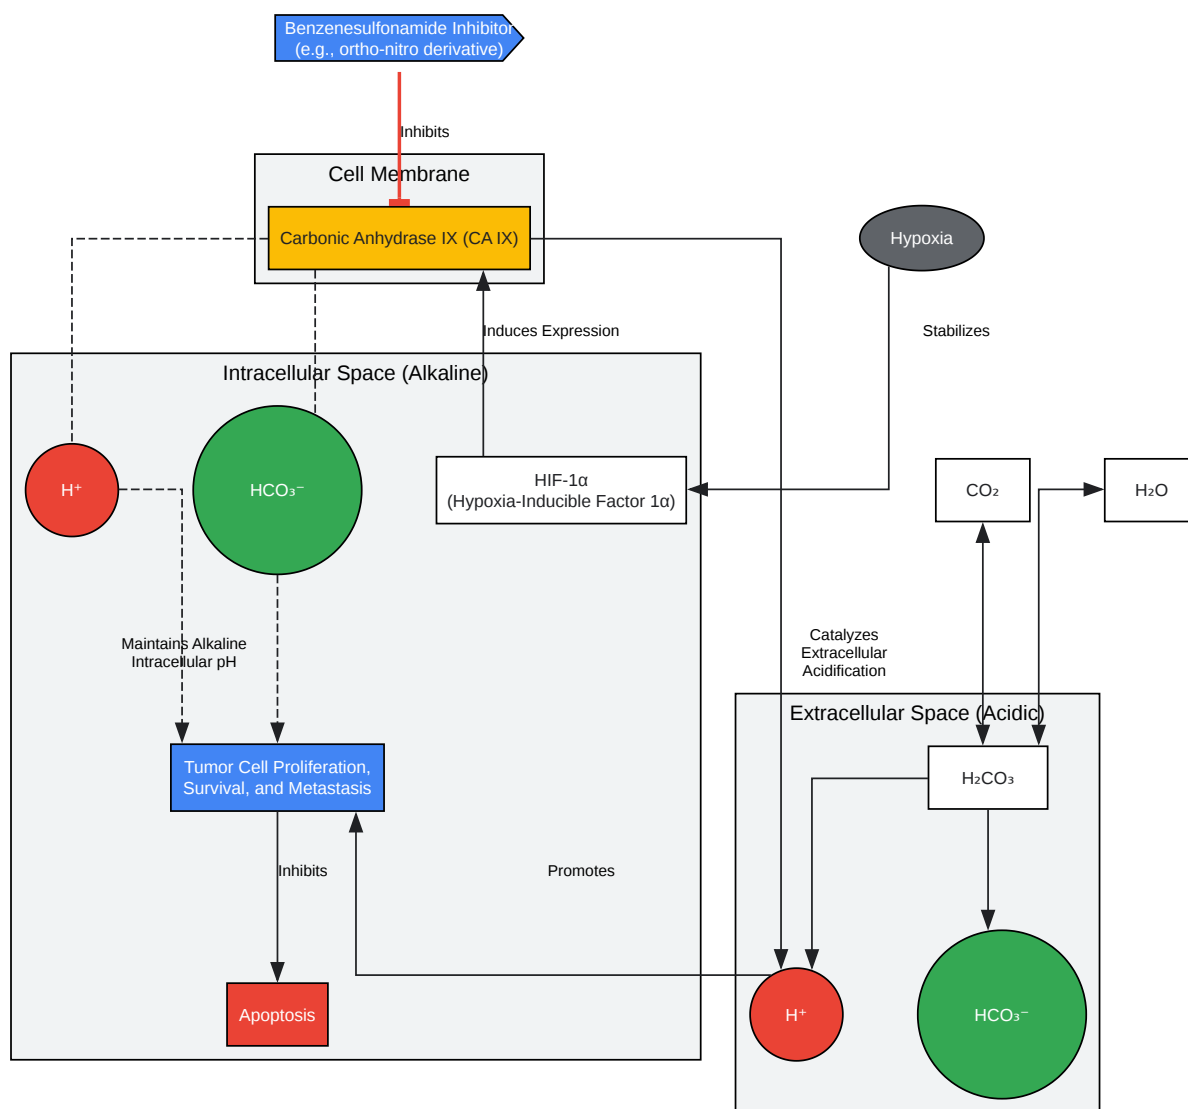 Benzenesulfonamide Inhibitor
(e.g., ortho-nitro derivative)
Inhibits
Cell Membrane
Carbonic Anhydrase IX (CA IX)
Hypoxia
Induces Expression
Stabilizes
Intracellular Space (Alkaline)
H⁺
HCO₃⁻
HIF-1α
(Hypoxia-Inducible Factor 1α)
CO₂
H₂O
Maintains Alkaline
Intracellular pH
Catalyzes
Extracellular
Acidification
Extracellular Space (Acidic)
Tumor Cell Proliferation,
Survival, and Metastasis
H₂CO₃
Inhibits
Promotes
Apoptosis
H⁺
HCO₃⁻